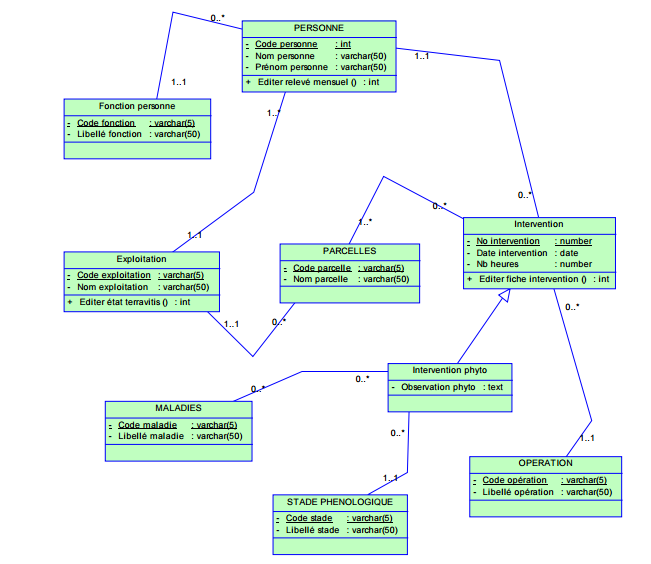 0..*
PERSONNE
- Code personne : int
- Nom personne : varchar(50)
- Prénom personne : varchar(50)
+ Editer relevé mensuel () : int
1..1
1..1
Fonction personne
- Code fonction : varchar(5)
- Libellé fonction : varchar(50)
1..*
0..*
1..*
0..*
1..1
Intervention
- No intervention : number
- Date intervention : date
- Nb heures : number
+ Editer fiche intervention () : int
Exploitation
- Code exploitation : varchar(5)
- Nom exploitation : varchar(50)
+ Editer état terravitis () : int
PARCELLES
- Code parcelle : varchar(5)
- Nom parcelle : varchar(50)
1..1
0..*
0..*
Intervention phyto
- Observation phyto : text
0..*
0..*
MALADIES
- Code maladie : varchar(5)
- Libellé maladie : varchar(50)
0..*
1..1
1..1
OPERATION
- Code opération : varchar(5)
- Libellé opération : varchar(50)
STADE PHENOLOGIQUE
- Code stade : varchar(5)
- Libellé stade : varchar(50)